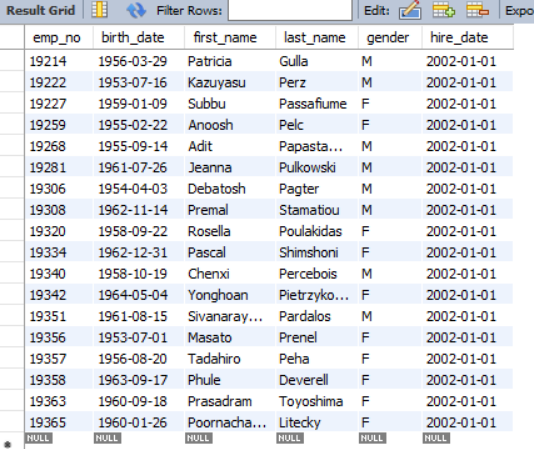 Result Grid Filter Rows: Edit: Expo
emp_no birth_date first_name last_name gender hire_date
19214 1956-03-29 Patricia Gulla M 2002-01-01
19222 1953-07-16 Kazuyasu Perz M 2002-01-01
19227 1959-01-09 Subbu Passafiume F 2002-01-01
19259 1955-02-22 Anoosh Pelc F 2002-01-01
19268 1955-09-14 Adit Papasta... M 2002-01-01
19281 1961-07-26 Jeanna Pulkowski M 2002-01-01
19306 1954-04-03 Debatosh Pagter M 2002-01-01
19308 1962-11-14 Premal Stamatiou M 2002-01-01
19320 1958-09-22 Rosella Poulakidas F 2002-01-01
19334 1962-12-31 Pascal Shimshoni F 2002-01-01
19340 1958-10-19 Chenxi Percebois M 2002-01-01
19342 1964-05-04 Yonghoan Pietrzyko... F 2002-01-01
19351 1961-08-15 Sivanaray... Pardalos M 2002-01-01
19356 1953-07-01 Masato Prenel F 2002-01-01
19357 1956-08-20 Tadahiro Peha F 2002-01-01
19358 1963-09-17 Phule Deverell F 2002-01-01
19363 1960-09-18 Prasadram Toyoshima F 2002-01-01
19365 1960-01-26 Poornacha... Litecky F 2002-01-01
NULL NULL NULL NULL NULL NULL